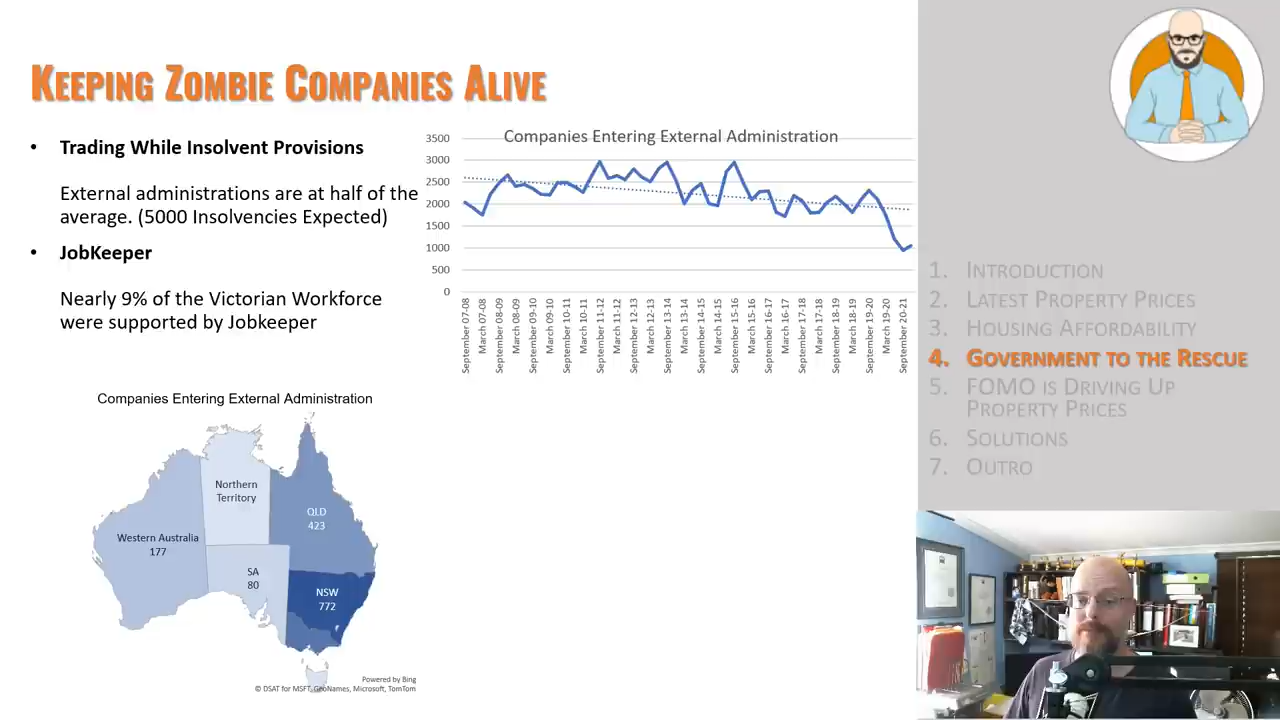 KEEPING ZOMBIE COMPANIES ALIVE
• Trading While Insolvent Provisions
External administrations are at half of the
average. (5000 Insolvencies Expected)
• JobKeeper
Nearly 9% of the Victorian Workforce
were supported by Jobkeeper
Companies Entering External Administration
3500
3000
2500
2000
1500
1000
500
0
September 07-08
March 07-08
September 08-09
March 08-09
September 09-10
March 09-10
September 10-11
March 10-11
September 11-12
March 11-12
September 12-13
March 12-13
September 13-14
March 13-14
September 14-15
March 14-15
September 15-16
March 15-16
September 16-17
March 16-17
September 17-18
March 17-18
September 18-19
March 18-19
September 19-20
March 19-20
September 20-21
Companies Entering External Administration
Northern
Territory
QLD
423
Western Australia
177
SA
80
NSW
772
Powered by Bing
© DSAT for MSFT, GeoNames, Microsoft, TomTom
1. INTRODUCTION
2. LATEST PROPERTY PRICES
3. HOUSING AFFORDABILITY
4. GOVERNMENT TO THE RESCUE
5. FOMO IS DRIVING UP
PROPERTY PRICES
6. SOLUTIONS
7. OUTRO